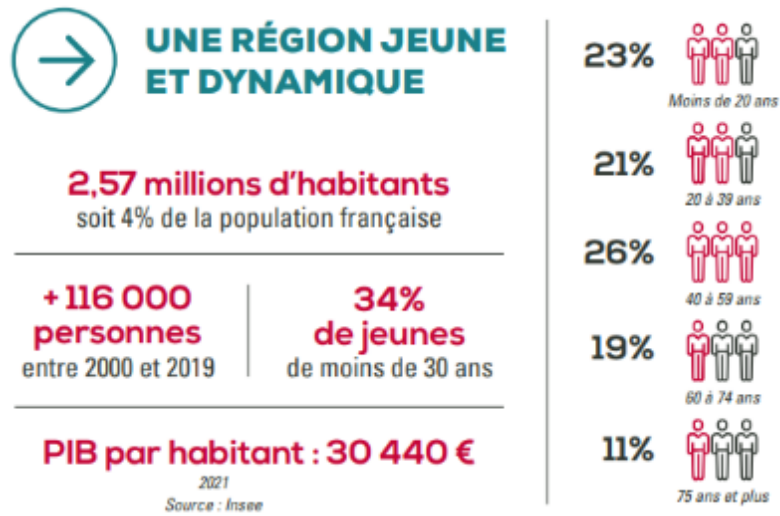 UNE RÉGION JEUNE
ET DYNAMIQUE
2,57 millions d'habitants
soit 4% de la population française
+ 116 000
personnes
entre 2000 et 2019
34%
de jeunes
de moins de 30 ans
PIB par habitant : 30 440 €
2021
Source : Insee
23%
Moins de 20 ans
21%
20 à 39 ans
26%
40 à 59 ans
19%
60 à 74 ans
11%
75 ans et plus